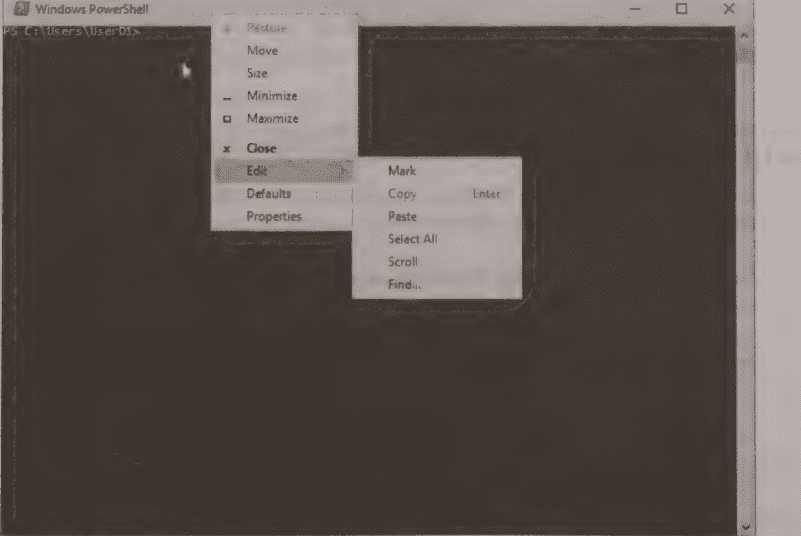 Windows PowerShell
PS C:\Users\User01>
Restore
Move
Size
Minimize
Maximize
Close
Edit
Defaults
Properties
Mark
Copy Enter
Paste
Select All
Scroll
Find...